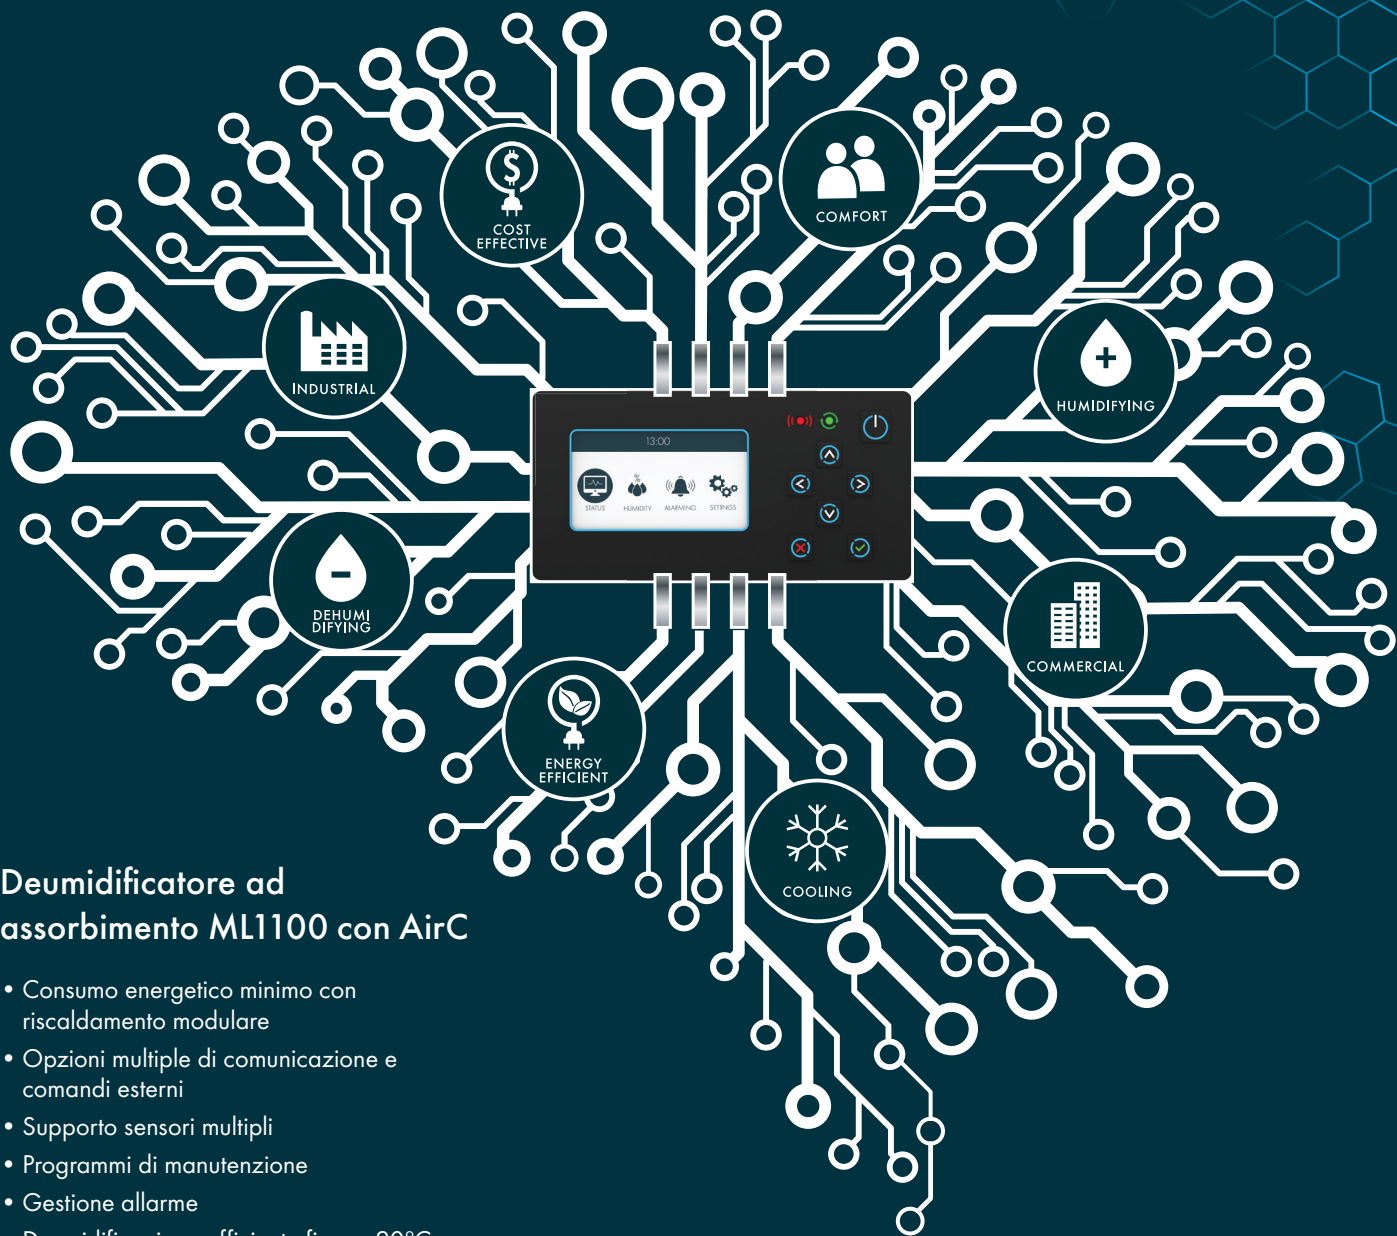 COST
EFFECTIVE
COMFORT
INDUSTRIAL
HUMIDIFYING
13:00
%
STATUS
HUMIDITY
ALARMING
SETTINGS
DEHUMI
DIFYING
COMMERCIAL
ENERGY
EFFICIENT
COOLING
Deumidificatore ad
assorbimento ML1100 con AirC
• Consumo energetico minimo con
riscaldamento modulare
• Opzioni multiple di comunicazione e
comandi esterni
• Supporto sensori multipli
• Programmi di manutenzione
• Gestione allarme